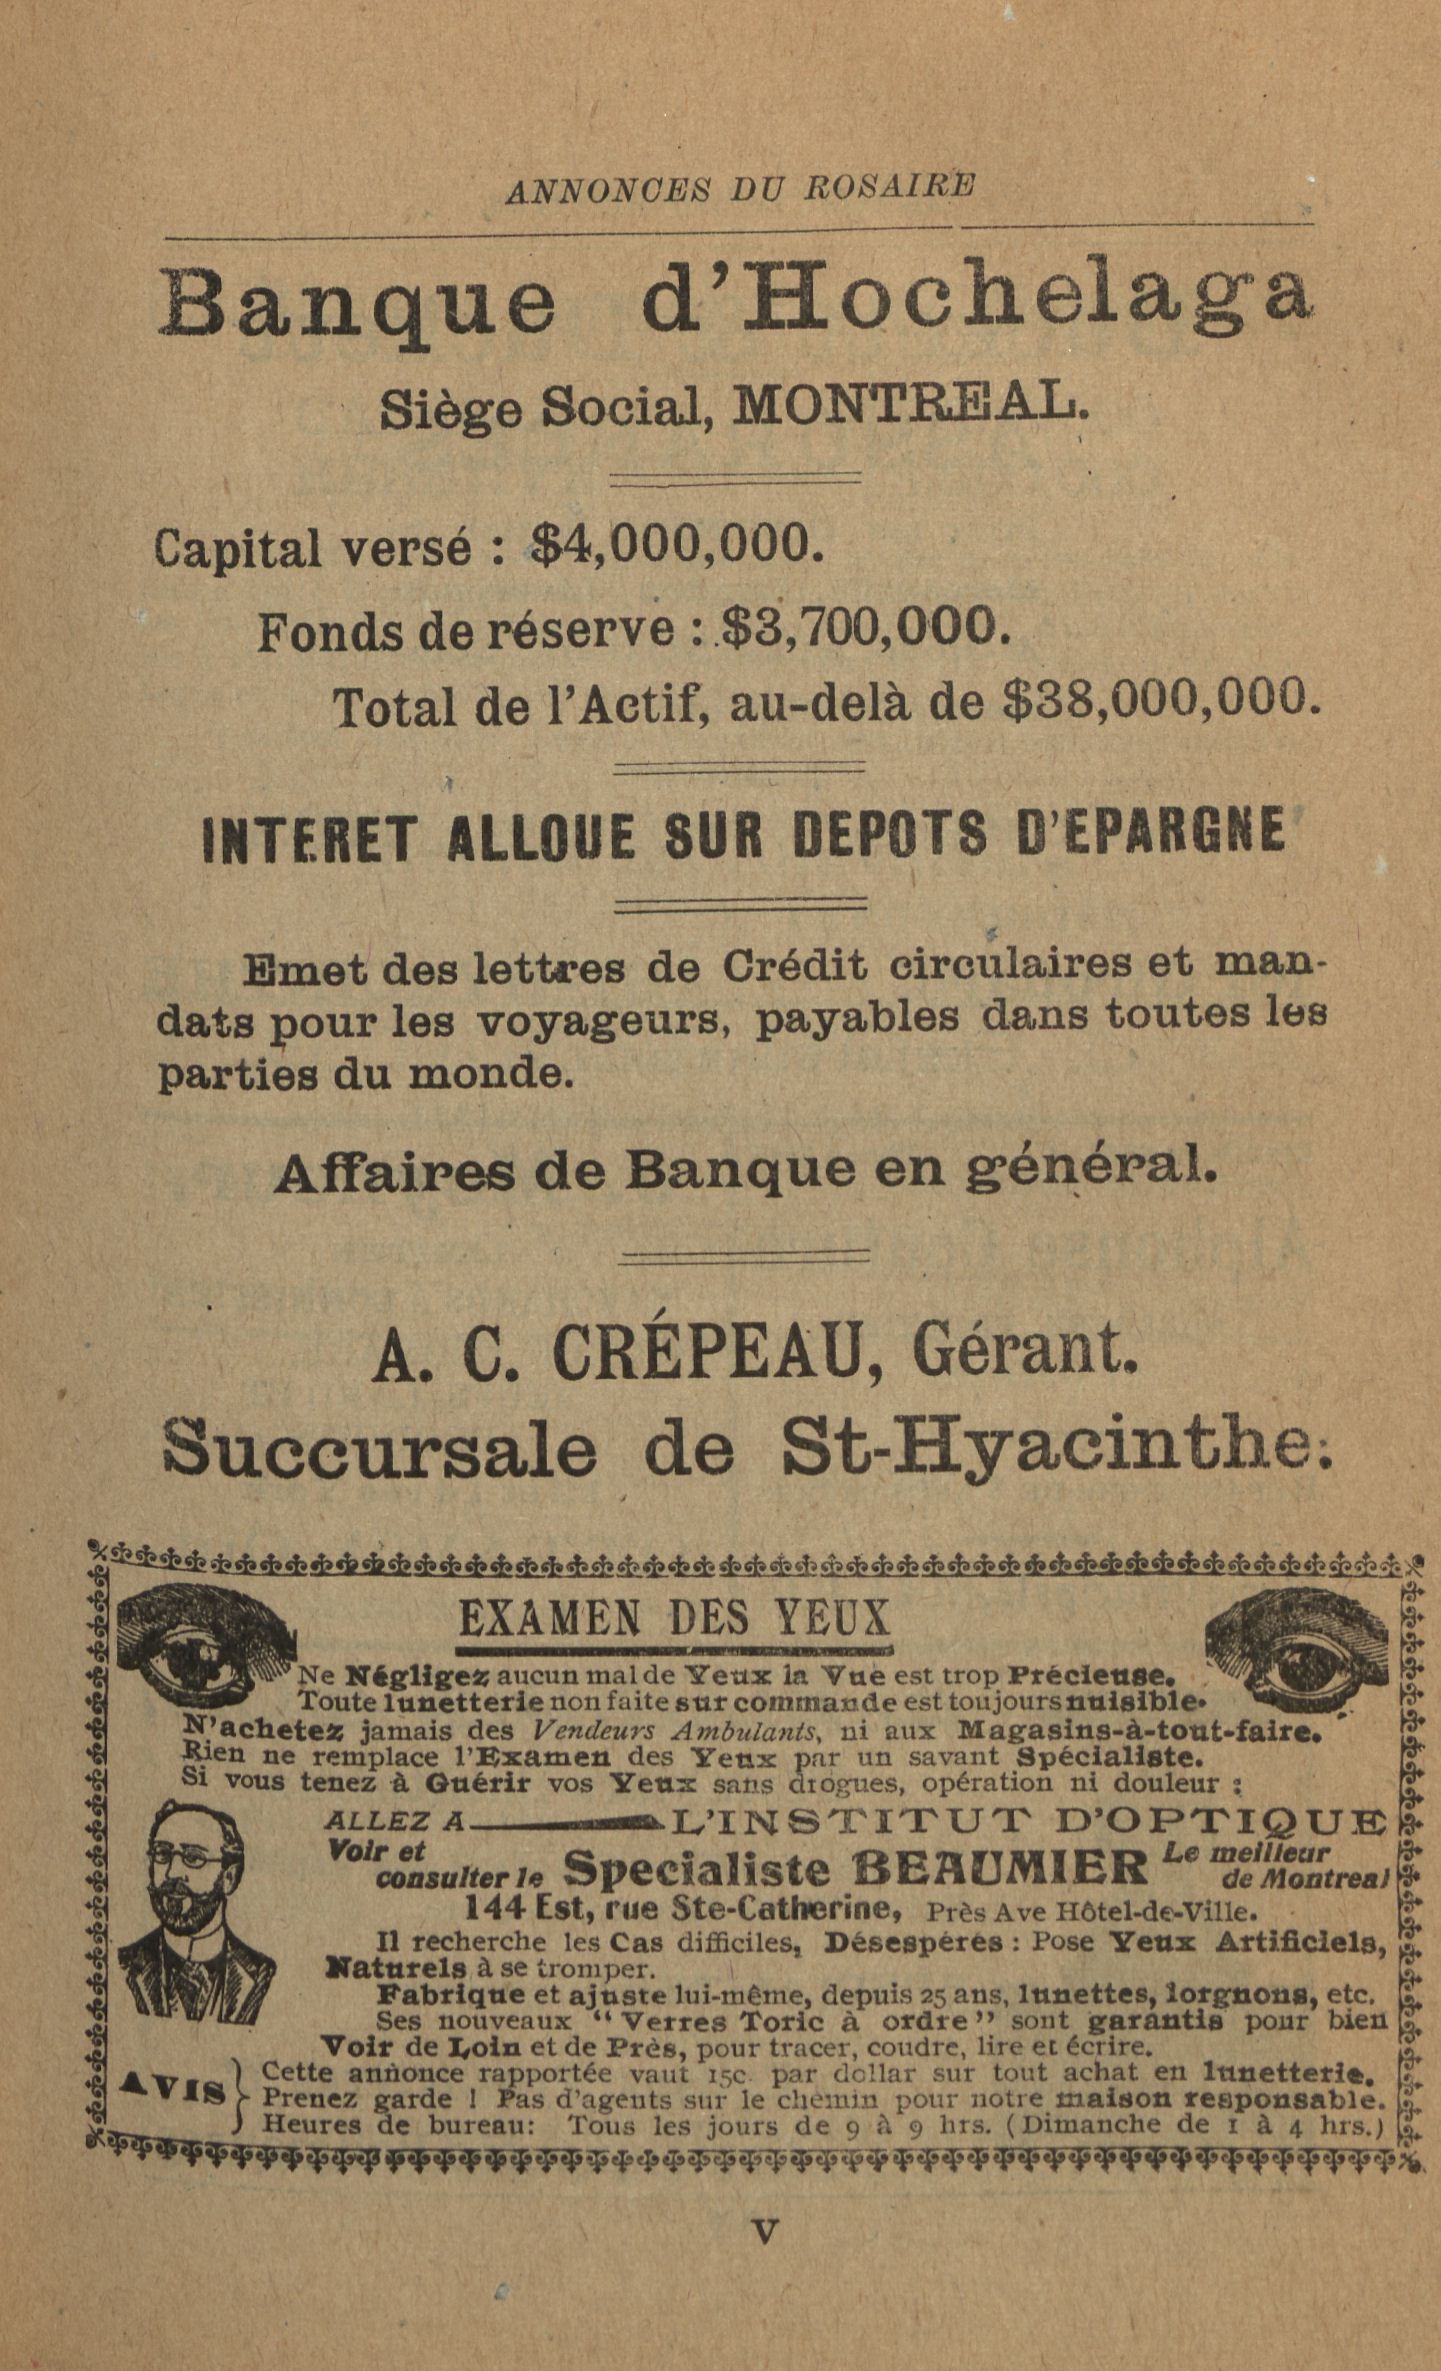 ANNONCES DU ROSAIRE
Banque d'Hochelaga
Siège Social, MONTREAL.
Capital versé : $4,000,000.
Fonds de réserve : $3,700,000.
Total de l'Actif, au-delà de $38,000,000.
INTERET ALLOUE SUR DEPOTS D'EPARGNE
Emet des lettres de Crédit circulaires et man-
dats pour les voyageurs, payables dans toutes les
parties du monde.
Affaires de Banque en général.
A. C. CRÉPEAU, Gérant.
Succursale de St-Hyacinthe.
EXAMEN DES YEUX
Ne Négligez aucun mal de Yeux la Vue est trop Précieuse.
Toute lunetterie non faite sur commande est toujours nuisible.
N'achetez jamais des Vendeurs Ambulants, ni aux Magasins-à-tout-faire.
Rien ne remplace l'Examen des Yeux par un savant Spécialiste.
Si vous tenez à Guérir vos Yeux sans drogues, opération ni douleur :
ALLEZ A L'INSTITUT D'OPTIQUE
Voir et consulter le Specialiste BEAUMIER Le meilleur de Montreal
144 Est, rue Ste-Catherine, Près Ave Hôtel-de-Ville.
Il recherche les Cas difficiles, Désespérés : Pose Yeux Artificiels,
Naturels à se tromper.
Fabrique et ajuste lui-même, depuis 25 ans, lunettes, lorgnons, etc.
Ses nouveaux "Verres Toric à ordre" sont garantis pour bien
Voir de Loin et de Près, pour tracer, coudre, lire et écrire.
AVIS } Cette annonce rapportée vaut 15c. par dollar sur tout achat en lunetterie.
Prenez garde ! Pas d'agents sur le chemin pour notre maison responsable.
Heures de bureau: Tous les jours de 9 à 9 hrs. (Dimanche de 1 à 4 hrs.)
V